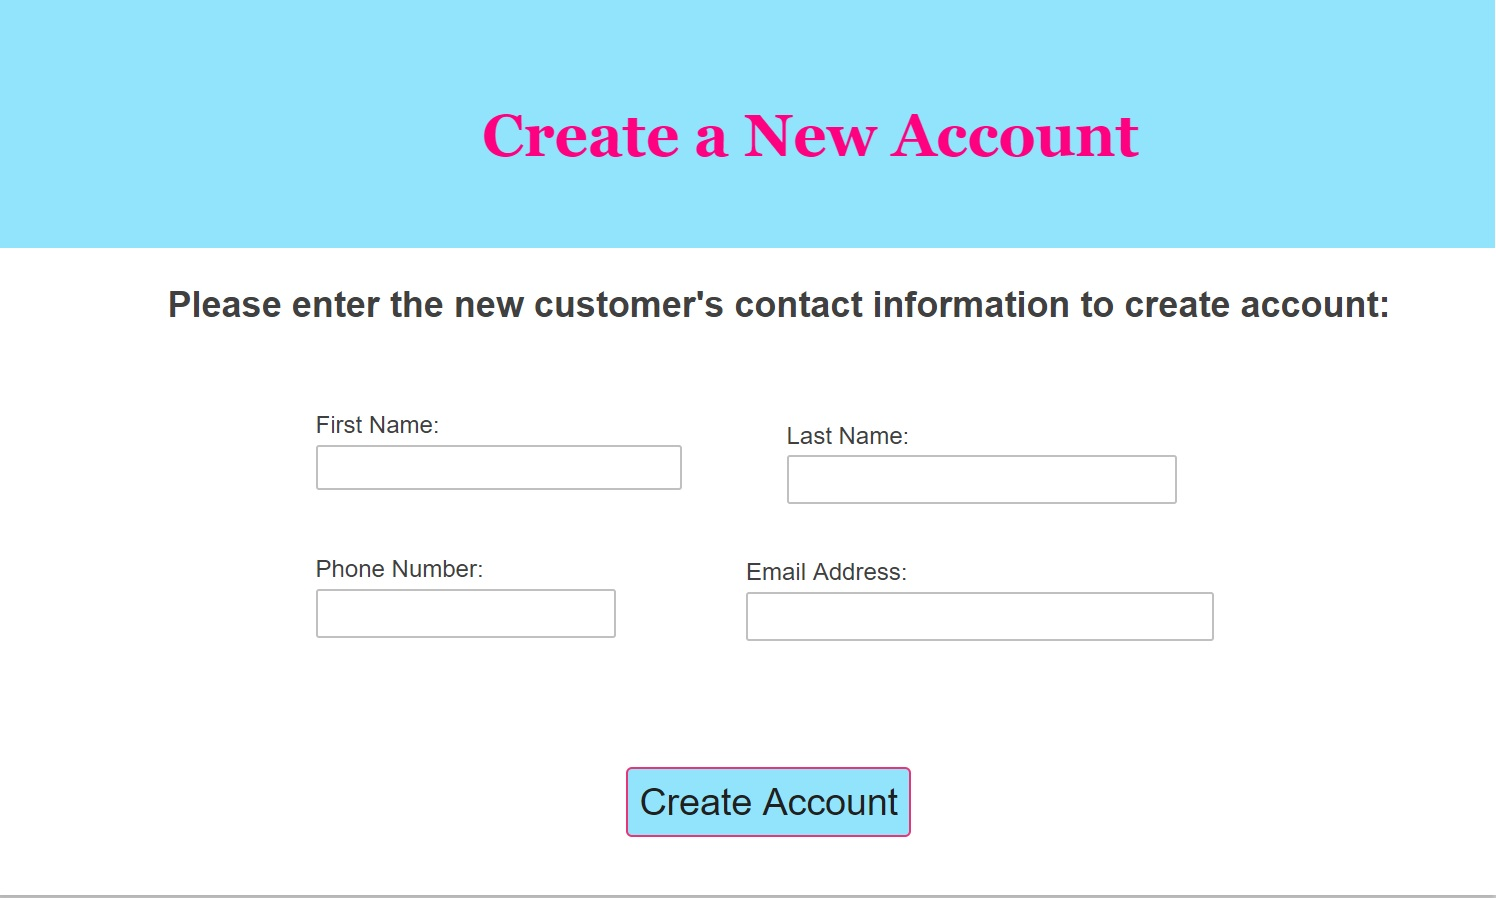 Create a New Account
Please enter the new customer's contact information to create account:
First Name:
Last Name:
Phone Number:
Email Address:
Create Account